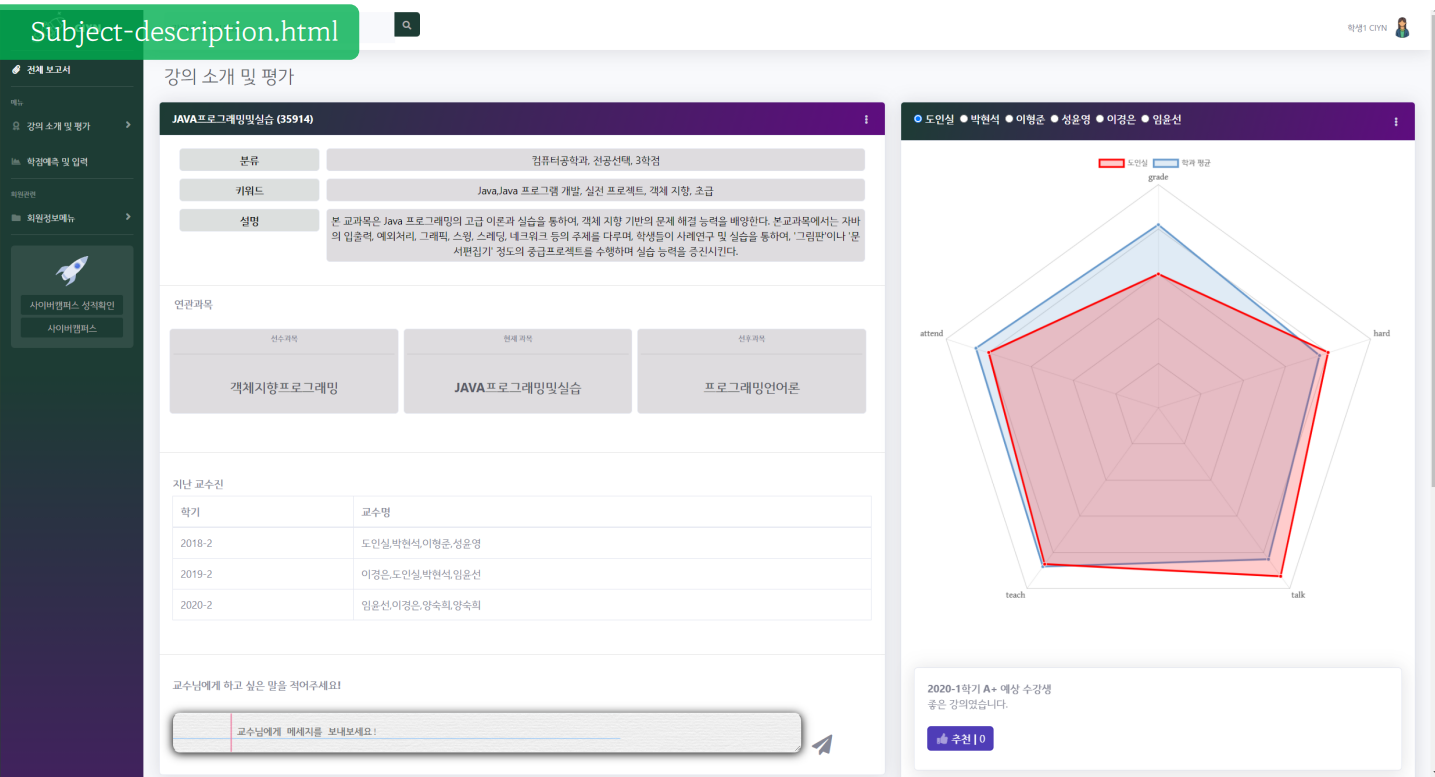 Subject-description.html
학생1 CIYN
전체 보고서
메뉴
강의 소개 및 평가
학점예측 및 입력
회원관련
회원정보메뉴
사이버캠퍼스 성적확인
사이버캠퍼스
강의 소개 및 평가
JAVA프로그래밍및실습 (35914)
분류
컴퓨터공학과, 전공선택, 3학점
키워드
Java,Java 프로그램 개발, 실전 프로젝트, 객체 지향, 초급
설명
본 교과목은 Java 프로그래밍의 고급 이론과 실습을 통하여, 객체 지향 기반의 문제 해결 능력을 배양한다. 본교과목에서는 자바
의 입출력, 예외처리, 그래픽, 스윙, 스레딩, 네크워크 등의 주제를 다루며, 학생들이 사례연구 및 실습을 통하여, '그림판'이나 '문
서편집기' 정도의 중급프로젝트를 수행하며 실습 능력을 증진시킨다.
연관과목
선수과목
객체지향프로그래밍
현재 과목
JAVA프로그래밍및실습
선후과목
프로그래밍언어론
지난 교수진
학기 교수명
2018-2 도인실,박현석,이형준,성윤영
2019-2 이경은,도인실,박현석,임윤선
2020-2 임윤선,이경은,양숙희,양숙희
교수님에게 하고 싶은 말을 적어주세요!
교수님에게 메세지를 보내보세요!
도인실 박현석 이형준 성윤영 이경은 임윤선
도인실 학과 평균
grade
attend
hard
teach
talk
2020-1학기 A+ 예상 수강생
좋은 강의였습니다.
추천 | 0